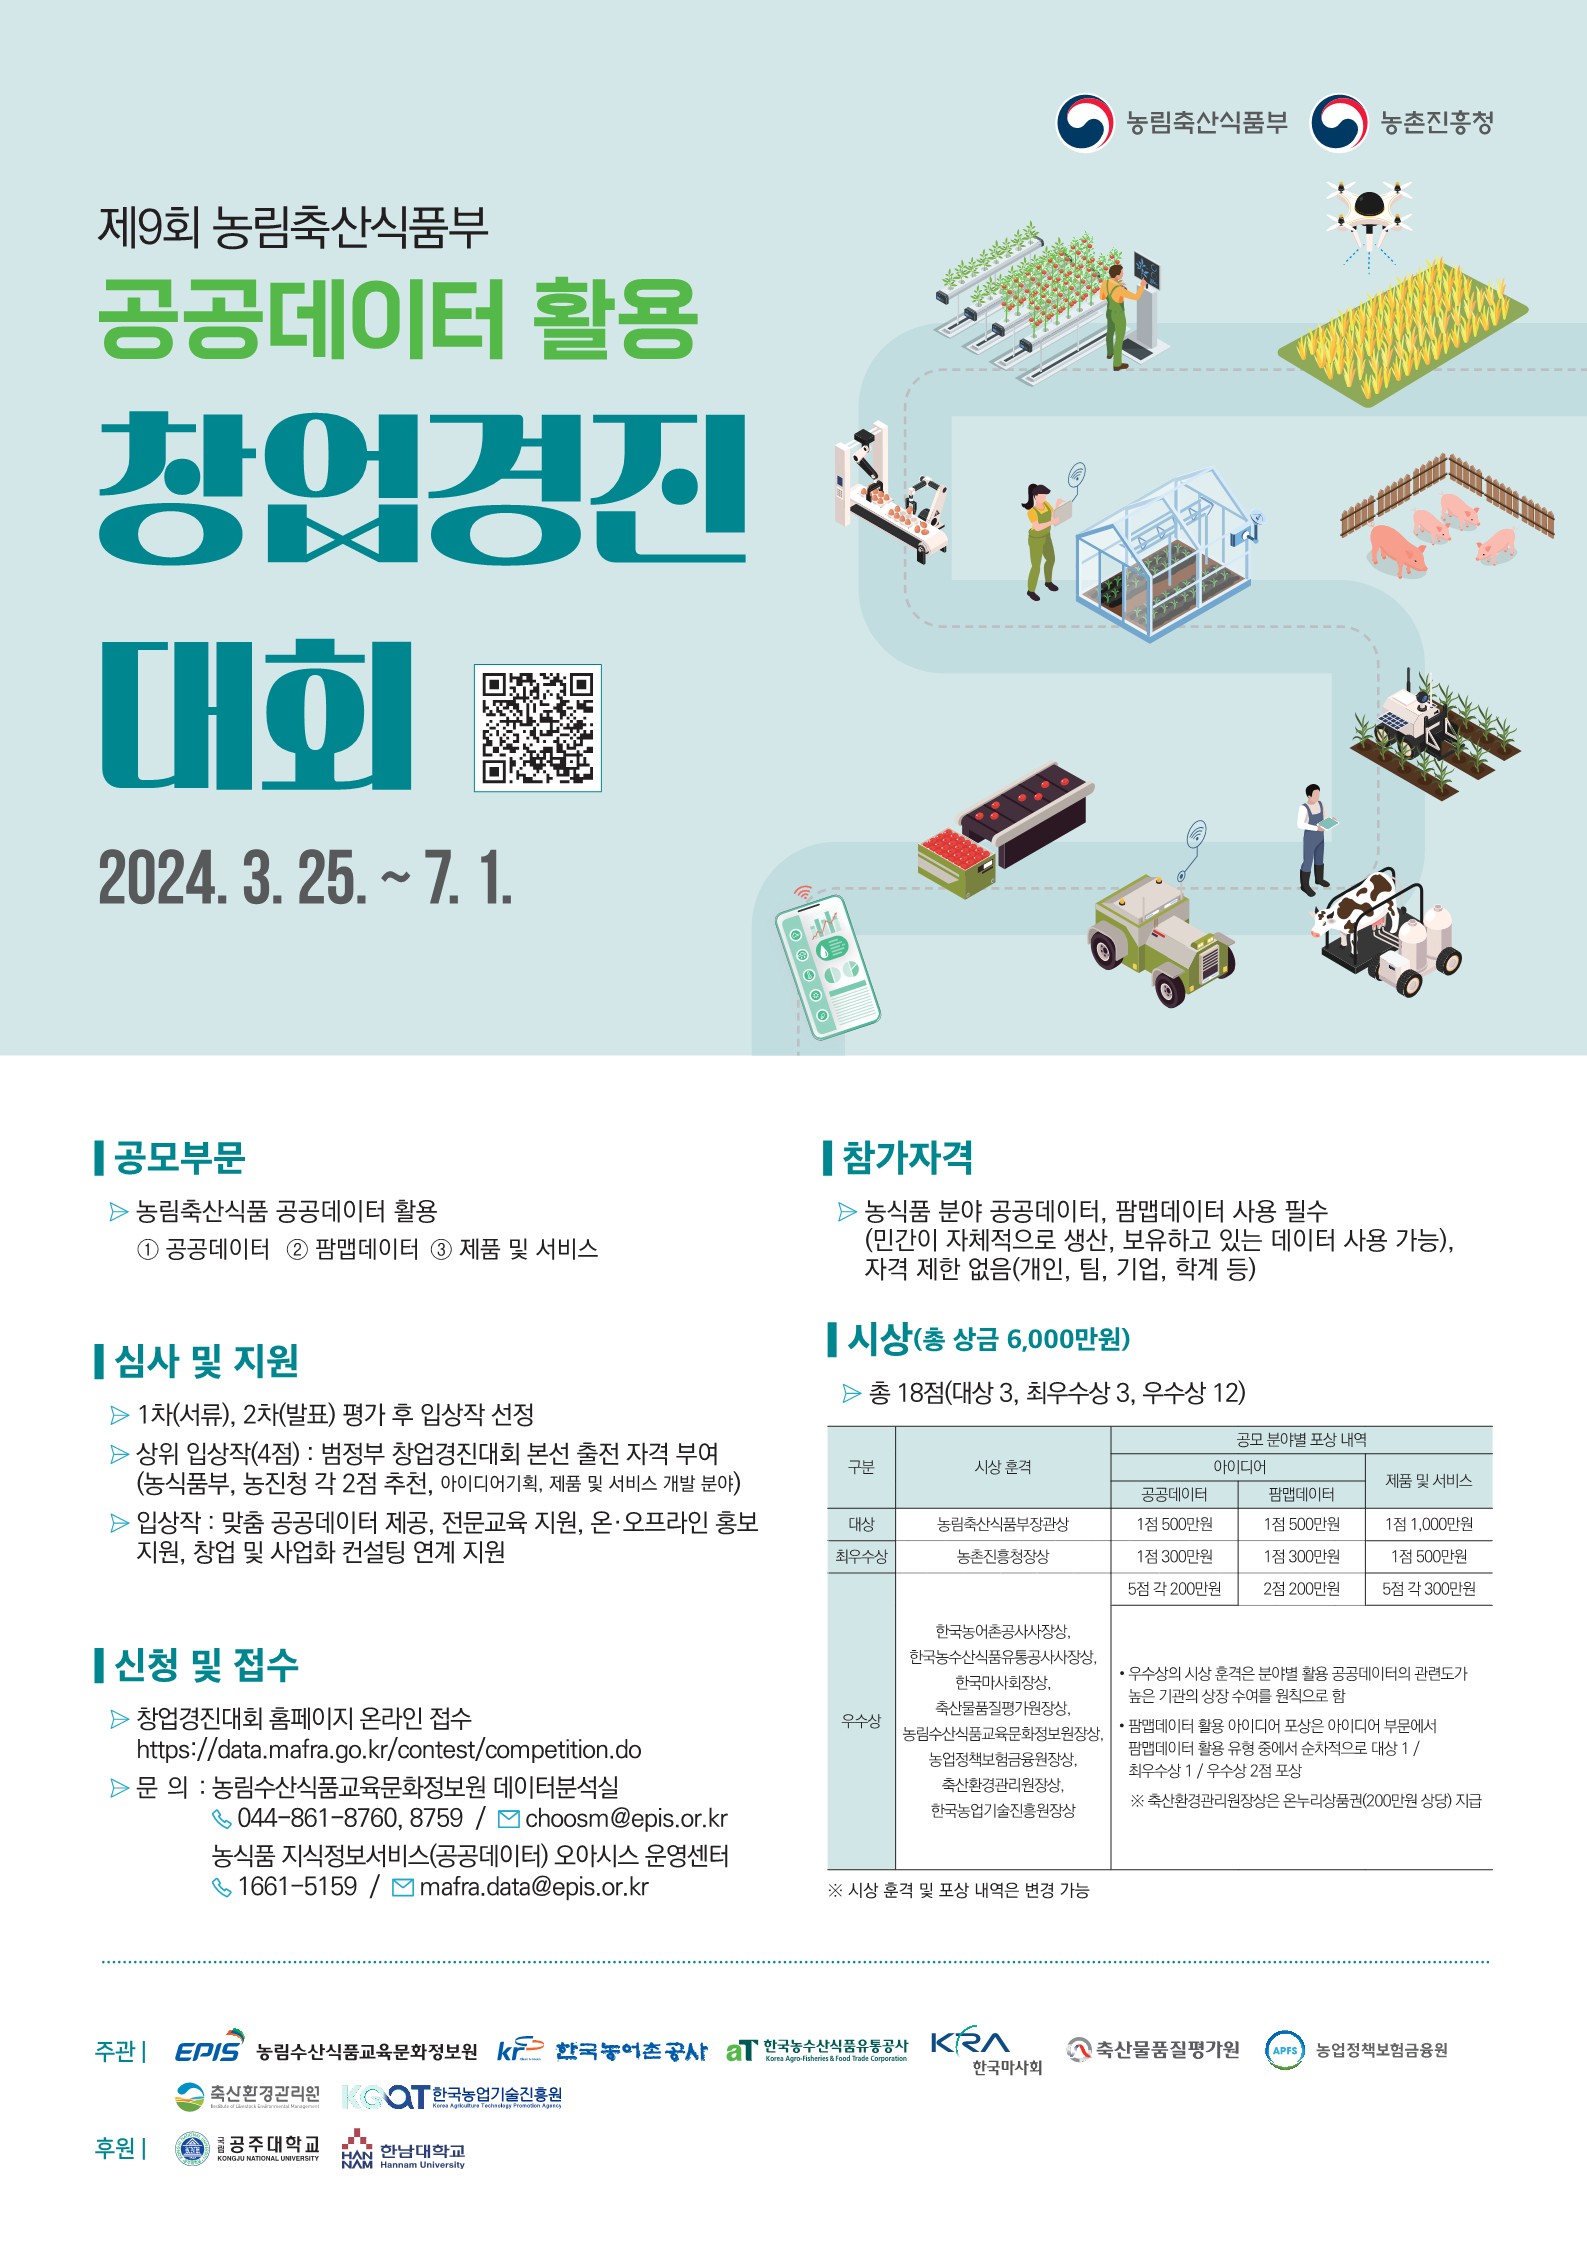 농림축산식품부 농촌진흥청
제9회 농림축산식품부
공공데이터 활용
창업경진
대회
2024. 3. 25. ~ 7. 1.
공모부문
농림축산식품 공공데이터 활용
① 공공데이터 ② 팜맵데이터 ③ 제품 및 서비스
심사 및 지원
1차(서류), 2차(발표) 평가 후 입상작 선정
상위 입상작(4점) : 범정부 창업경진대회 본선 출전 자격 부여
(농식품부, 농진청 각 2점 추천, 아이디어기획, 제품 및 서비스 개발 분야)
입상작 : 맞춤 공공데이터 제공, 전문교육 지원, 온·오프라인 홍보
지원, 창업 및 사업화 컨설팅 연계 지원
신청 및 접수
창업경진대회 홈페이지 온라인 접수
https://data.mafra.go.kr/contest/competition.do
문 의 : 농림수산식품교육문화정보원 데이터분석실
044-861-8760, 8759 / choosm@epis.or.kr
농식품 지식정보서비스(공공데이터) 오아시스 운영센터
1661-5159 / mafra.data@epis.or.kr
참가자격
농식품 분야 공공데이터, 팜맵데이터 사용 필수
(민간이 자체적으로 생산, 보유하고 있는 데이터 사용 가능),
자격 제한 없음(개인, 팀, 기업, 학계 등)
시상(총 상금 6,000만원)
총 18점(대상 3, 최우수상 3, 우수상 12)
구분 시상 훈격 공모 분야별 포상 내역
아이디어 제품 및 서비스
공공데이터 팜맵데이터
대상 농림축산식품부장관상 1점 500만원 1점 500만원 1점 1,000만원
최우수상 농촌진흥청장상 1점 300만원 1점 300만원 1점 500만원
5점 각 200만원 2점 200만원 5점 각 300만원
우수상
한국농어촌공사사장상,
한국농수산식품유통공사사장상,
한국마사회장상,
축산물품질평가원장상,
농림수산식품교육문화정보원장상,
농업정책보험금융원장상,
축산환경관리원장상,
한국농업기술진흥원장상
• 우수상의 시상 훈격은 분야별 활용 공공데이터의 관련도가
높은 기관의 상장 수여를 원칙으로 함
• 팜맵데이터 활용 아이디어 포상은 아이디어 부문에서
팜맵데이터 활용 유형 중에서 순차적으로 대상 1 /
최우수상 1 / 우수상 2점 포상
※ 축산환경관리원장상은 온누리상품권(200만원 상당) 지급
※ 시상 훈격 및 포상 내역은 변경 가능
주관 | EPIS 농림수산식품교육문화정보원 한국농어촌공사 aT 한국농수산식품유통공사 Korea Agro-Fisheries & Food Trade Corporation KRA 한국마사회 축산물품질평가원 APFS 농업정책보험금융원
축산환경관리원 Institute of Livestock Environmental Management KOAT 한국농업기술진흥원 Korea Agriculture Technology Promotion Agency
후원 | 국립 공주대학교 KONGJU NATIONAL UNIVERSITY HAN NAM 한남대학교 Hannam University